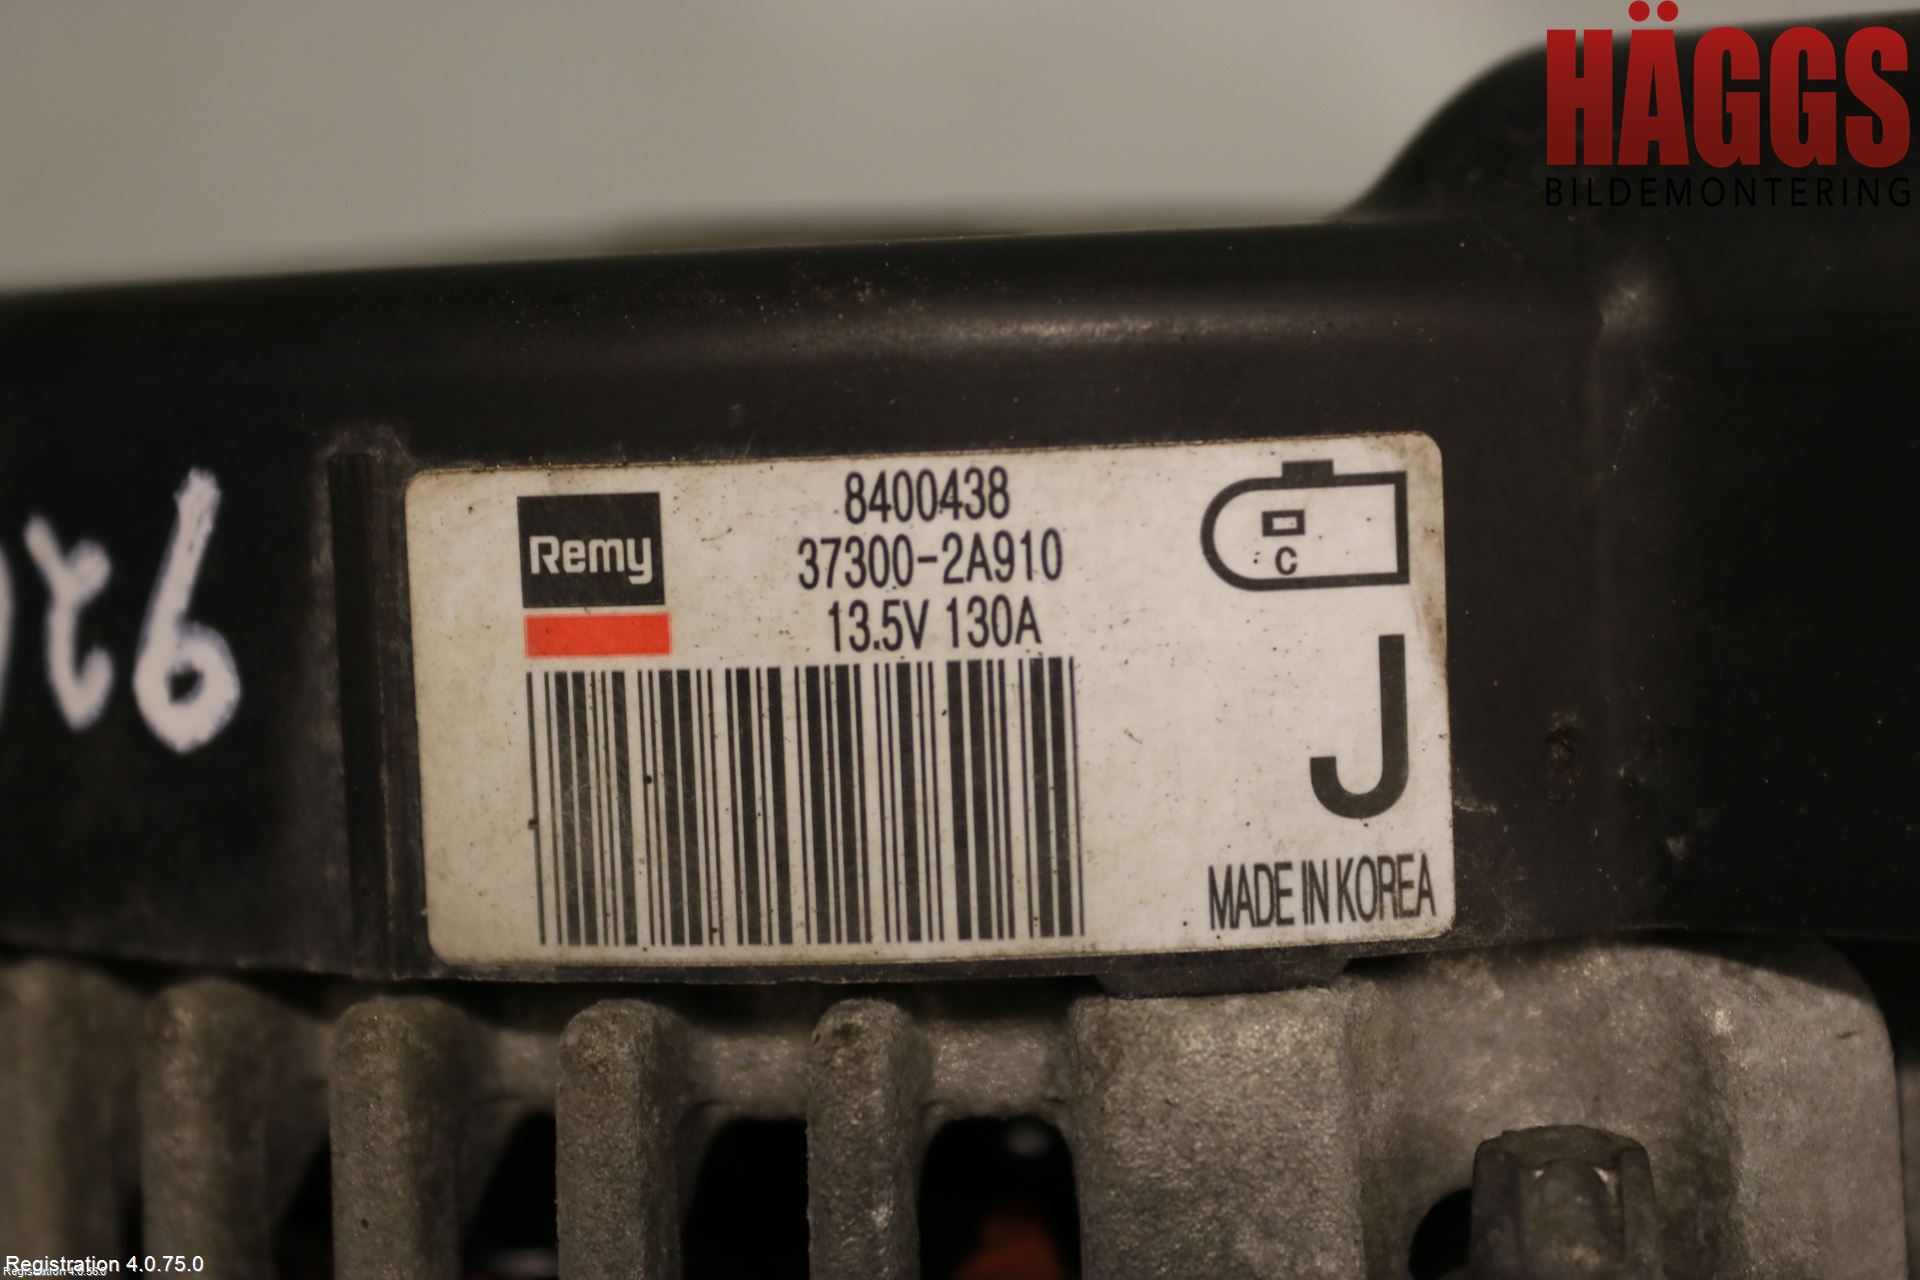 HÄGGS
BILDEMONTERING
Remy
8400438
37300-2A910
13.5V 130A
C
J
MADE IN KOREA
Registration 4.0.75.0